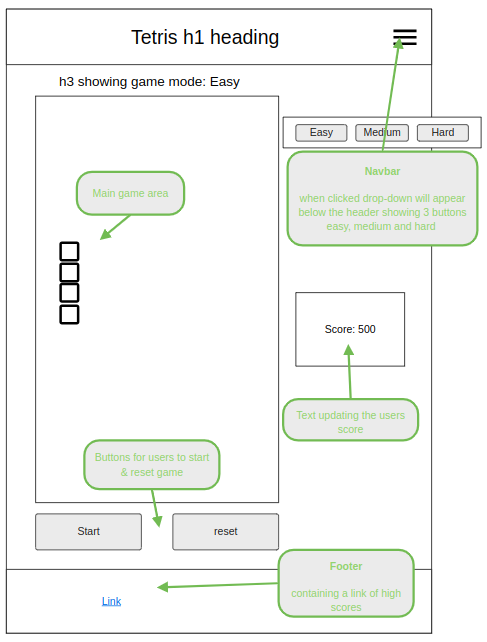 Tetris h1 heading
h3 showing game mode: Easy
Easy
Medium
Hard
Navbar
when clicked drop-down will appear
below the header showing 3 buttons
easy, medium and hard
Main game area
Score: 500
Text updating the users
score
Buttons for users to start
& reset game
Start
reset
Footer
containing a link of high
scores
Link